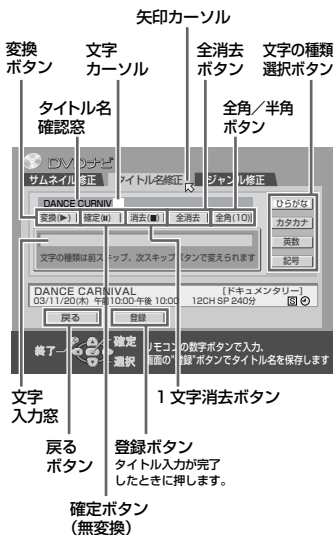 矢印カーソル
変換
ボタン
文字
カーソル
全消去
ボタン
文字の種類
選択ボタン
タイトル名
確認窓
全角／半角
ボタン
DVDナビ
サムネイル修正
タイトル名修正
ジャンル修正
DANCE CURNIV
ひらがな
変換(▶)
確定(⏸)
消去(■)
全消去
全角(10)
カタカナ
英数
文字の種類は前スキップ、次スキップボタンで変えられます
記号
DANCE CARNIVAL
[ドキュメンタリー]
03/11/20(木) 午前10:00-午後 10:00 12CH SP 240分
S
戻る
登録
終了
確定
選択
リモコンの数字ボタンで入力、
画面の"登録"ボタンでタイトル名を保存します
文字
入力窓
1文字消去ボタン
戻る
ボタン
登録ボタン
タイトル入力が完了
したときに押します。
確定ボタン
(無変換)